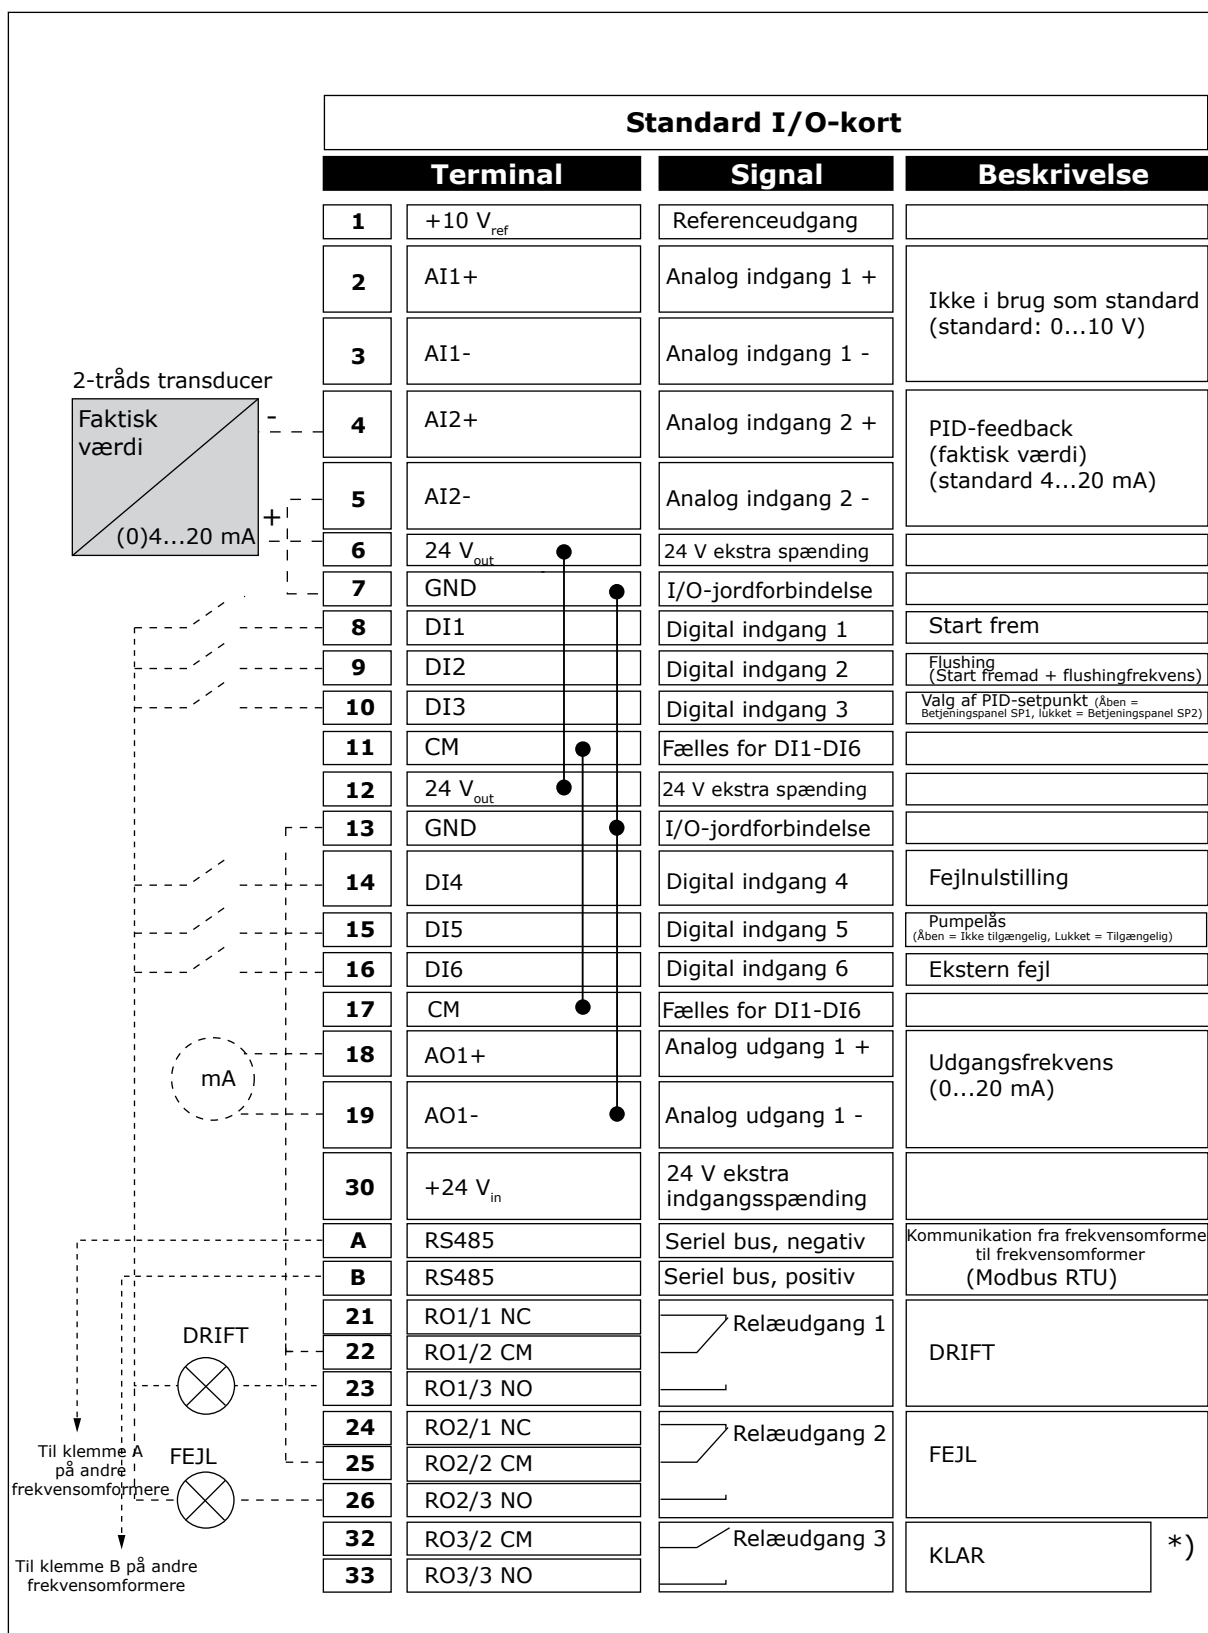 Standard I/O-kort
Terminal Signal Beskrivelse
1 +10 Vref Referenceudgang
2 AI1+ Analog indgang 1 +
Ikke i brug som standard
(standard: 0...10 V)
3 AI1- Analog indgang 1 -
2-tråds transducer
Faktisk
værdi
-
+
(0)4...20 mA
4 AI2+ Analog indgang 2 +
PID-feedback
(faktisk værdi)
(standard 4...20 mA)
5 AI2- Analog indgang 2 -
6 24 Vout 24 V ekstra spænding
7 GND I/O-jordforbindelse
8 DI1 Digital indgang 1 Start frem
9 DI2 Digital indgang 2 Flushing
(Start fremad + flushingfrekvens)
10 DI3 Digital indgang 3 Valg af PID-setpunkt (Åben =
Betjeningspanel SP1, lukket = Betjeningspanel SP2)
11 CM Fælles for DI1-DI6
12 24 Vout 24 V ekstra spænding
13 GND I/O-jordforbindelse
14 DI4 Digital indgang 4 Fejlnulstilling
15 DI5 Digital indgang 5 Pumpelås
(Åben = Ikke tilgængelig, Lukket = Tilgængelig)
16 DI6 Digital indgang 6 Ekstern fejl
17 CM Fælles for DI1-DI6
mA
18 AO1+ Analog udgang 1 +
Udgangsfrekvens
(0...20 mA)
19 AO1- Analog udgang 1 -
30 +24 Vin 24 V ekstra
indgangsspænding
A RS485 Seriel bus, negativ
Kommunikation fra frekvensomforme
til frekvensomformer
(Modbus RTU)
B RS485 Seriel bus, positiv
21 RO1/1 NC Relæudgang 1
DRIFT
22 RO1/2 CM DRIFT
23 RO1/3 NO
24 RO2/1 NC Relæudgang 2
Til klemme A
på andre
frekvensomformere
FEJL
25 RO2/2 CM FEJL
26 RO2/3 NO
32 RO3/2 CM Relæudgang 3
KLAR *)
33 RO3/3 NO
Til klemme B på andre
frekvensomformere